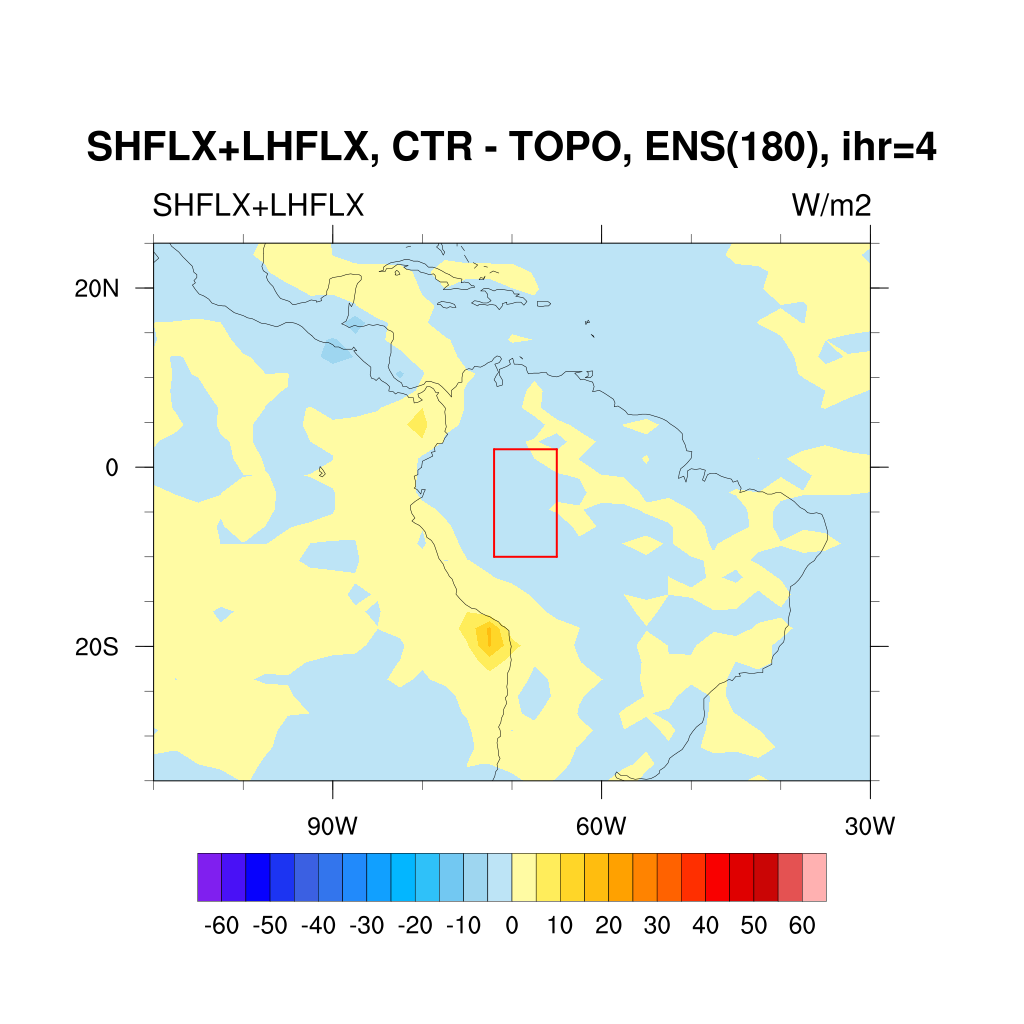 SHFLX+LHFLX, CTR - TOPO, ENS(180), ihr=4
SHFLX+LHFLX W/m2
20N
0
20S
90W 60W 30W
-60 -50 -40 -30 -20 -10 0 10 20 30 40 50 60